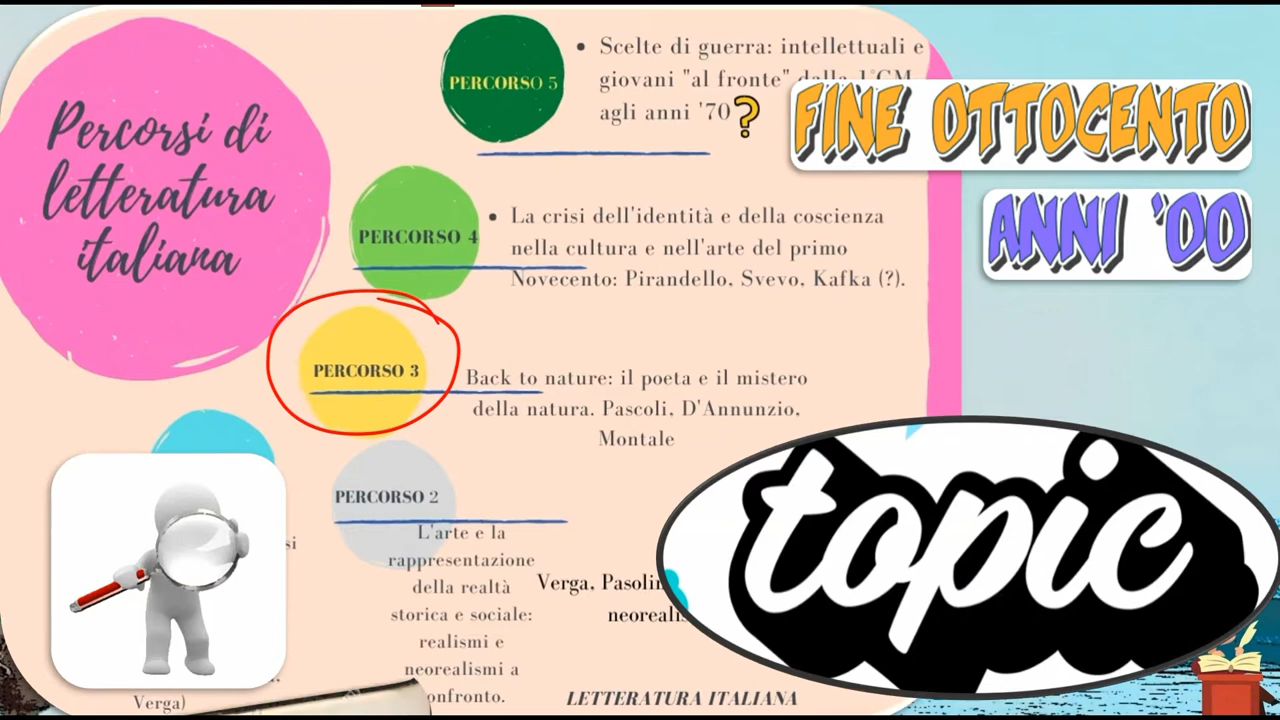 Percorsi di
letteratura
italiana
PERCORSO 5
Scelte di guerra: intellettuali e
giovani "al fronte" dalla 1°GM
agli anni '70 ?
FINE OTTOCENTO
ANNI '00
PERCORSO 4
La crisi dell'identità e della coscienza
nella cultura e nell'arte del primo
Novecento: Pirandello, Svevo, Kafka (?).
PERCORSO 3
Back to nature: il poeta e il mistero
della natura. Pascoli, D'Annunzio,
Montale
PERCORSO 2
L'arte e la
rappresentazione
della realtà
storica e sociale:
realismi e
neorealismi a
confronto.
Verga,
topic
Verga)
LETTERATURA ITALIANA